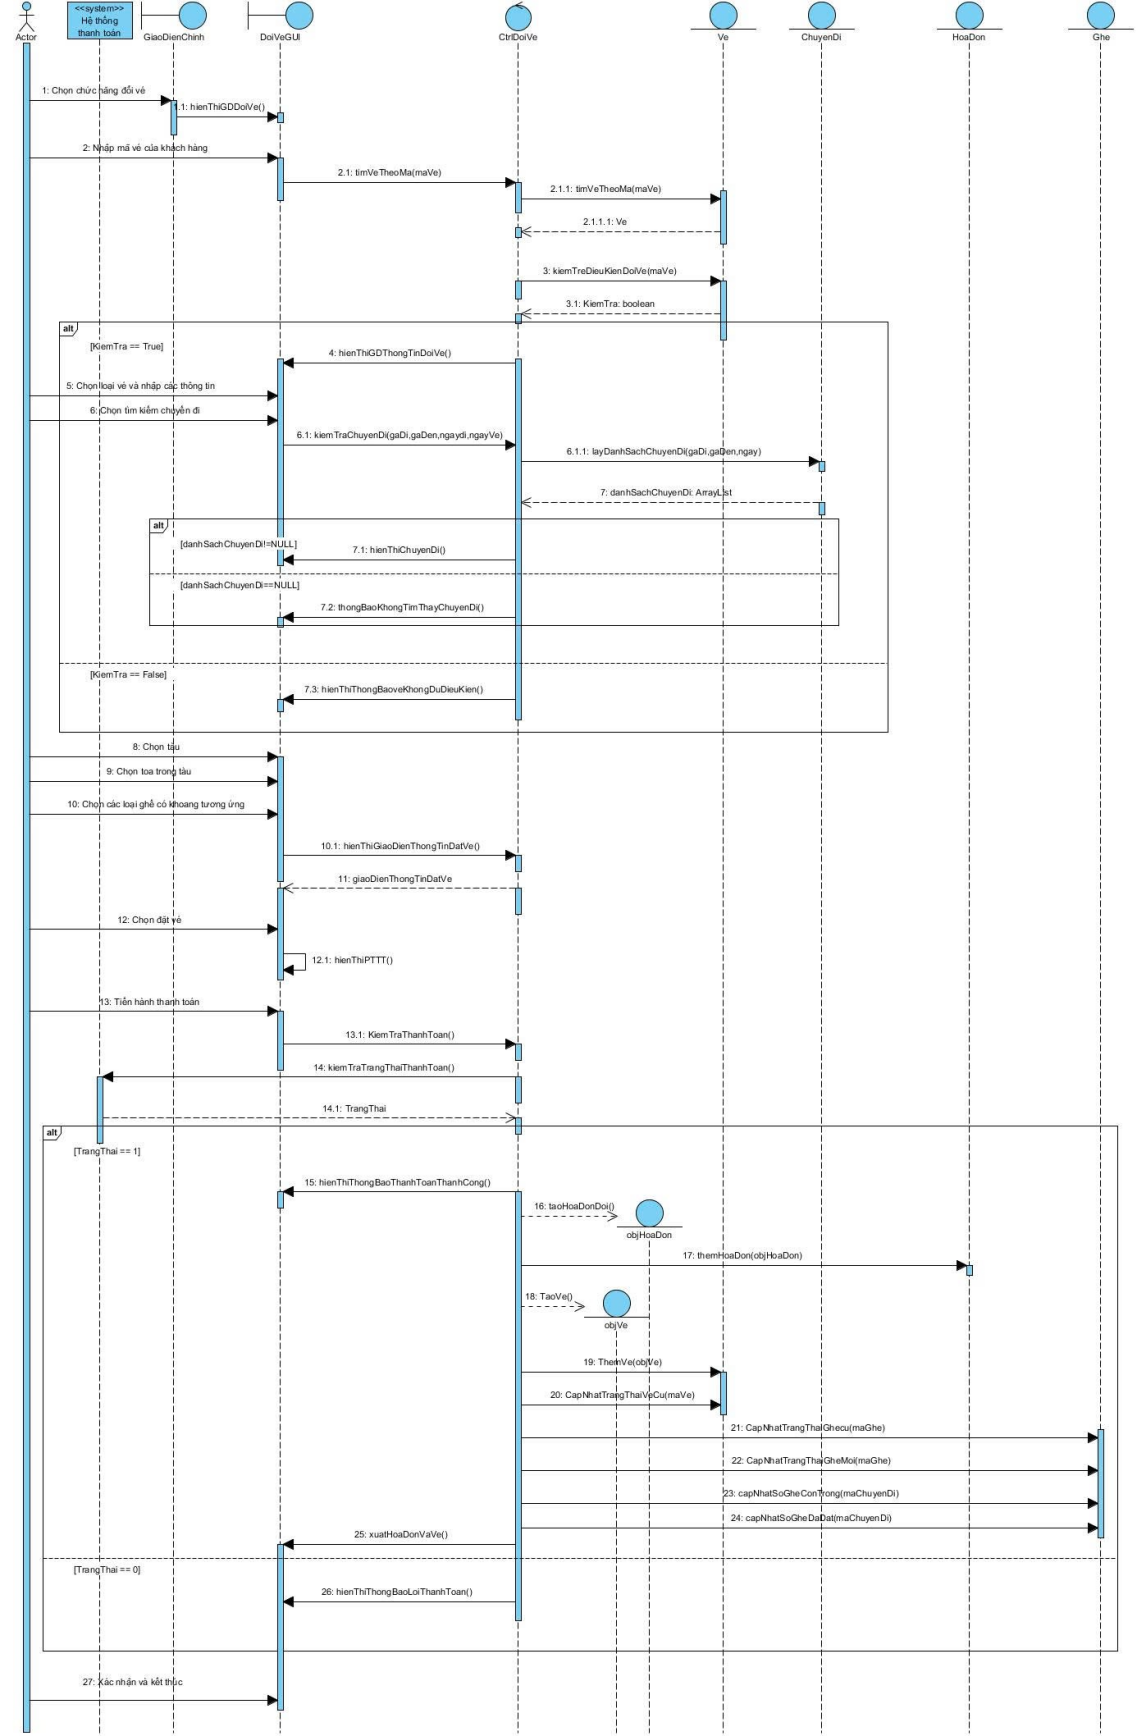 <<system>>
Hệ thống
thanh toán
Actor
GiaoDienChinh
DoiVeGUI
CtrlDoiVe
Ve
ChuyenDi
HoaDon
Ghe
1: Chọn chức năng đổi vé
1.1: hienThiGDDoiVe()
2: Nhập mã vé của khách hàng
2.1: timVeTheoMa(maVe)
2.1.1: timVeTheoMa(maVe)
2.1.1.1: Ve
3: kiemTreDieuKienDoiVe(maVe)
3.1: KiemTra: boolean
alt
[KiemTra == True]
4: hienThiGDThongTinDoiVe()
5: Chọn loại vé và nhập các thông tin
6: Chọn tìm kiếm chuyến đi
6.1: kiemTraChuyenDi(gaDi,gaDen,ngaydi,ngayVe)
6.1.1: layDanhSachChuyenDi(gaDi,gaDen,ngay)
7: danhSachChuyenDi: ArrayList
alt
[danhSachChuyenDi!=NULL]
7.1: hienThiChuyenDi()
[danhSachChuyenDi==NULL]
7.2: thongBaoKhongTimThayChuyenDi()
[KiemTra == False]
7.3: hienThiThongBaoveKhongDuDieuKien()
8: Chọn tàu
9: Chọn toa trong tàu
10: Chọn các loại ghế có khoang tương ứng
10.1: hienThiGiaoDienThongTinDatVe()
11: giaoDienThongTinDatVe
12: Chọn đặt vé
12.1: hienThiPTTT()
13: Tiến hành thanh toán
13.1: KiemTraThanhToan()
14: kiemTraTrangThaiThanhToan()
14.1: TrangThai
alt
[TrangThai == 1]
15: hienThiThongBaoThanhToanThanhCong()
16: taoHoaDonDoi()
objHoaDon
17: themHoaDon(objHoaDon)
18: TaoVe()
objVe
19: ThemVe(objVe)
20: CapNhatTrangThaiVeCu(maVe)
21: CapNhatTrangThaiGhecu(maGhe)
22: CapNhatTrangThaiGheMoi(maGhe)
23: capNhatSoGheConTrong(maChuyenDi)
24: capNhatSoGheDaDat(maChuyenDi)
25: xuatHoaDonVaVe()
[TrangThai == 0]
26: hienThiThongBaoLoiThanhToan()
27: Xác nhận và kết thúc